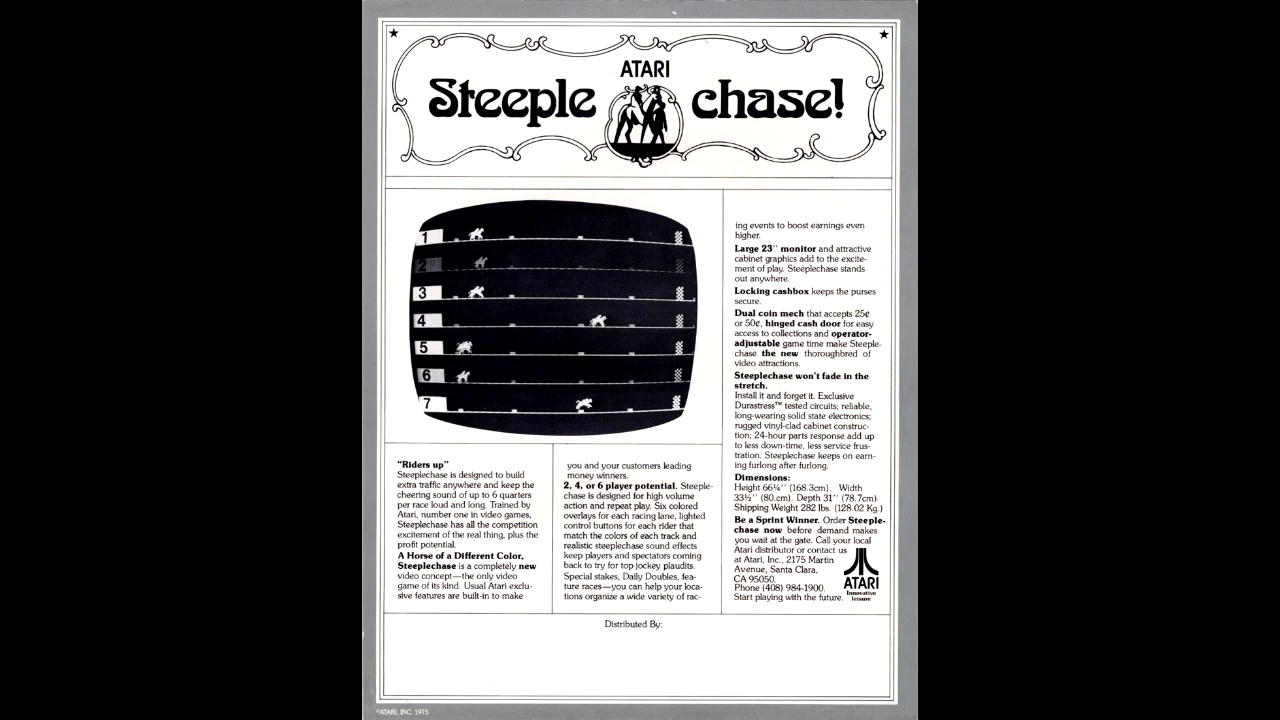 ATARI
Steeple chase!
1
2
3
4
5
6
7
"Riders up"
Steeplechase is designed to build
extra traffic anywhere and keep the
cheering sound of up to 6 quarters
per race loud and long. Trained by
Atari, number one in video games,
Steeplechase has all the competition
excitement of the real thing, plus the
profit potential.
A Horse of a Different Color,
Steeplechase is a completely new
video concept—the only video
game of its kind. Usual Atari exclu-
sive features are built-in to make
you and your customers leading
money winners.
2, 4, or 6 player potential. Steeple-
chase is designed for high volume
action and repeat play. Six colored
overlays for each racing lane, lighted
control buttons for each rider that
match the colors of each track and
realistic steeplechase sound effects
keep players and spectators coming
back to try for top jockey plaudits.
Special stakes, Daily Doubles, fea-
ture races—you can help your loca-
tions organize a wide variety of rac-
ing events to boost earnings even
higher.
Large 23" monitor and attractive
cabinet graphics add to the excite-
ment of play. Steeplechase stands
out anywhere.
Locking cashbox keeps the purses
secure.
Dual coin mech that accepts 25¢
or 50¢, hinged cash door for easy
access to collections and operator-
adjustable game time make Steeple-
chase the new thoroughbred of
video attractions.
Steeplechase won't fade in the
stretch.
Install it and forget it. Exclusive
Durastress™ tested circuits; reliable,
long-wearing solid state electronics;
rugged vinyl-clad cabinet construc-
tion; 24-hour parts response add up
to less down-time, less service frus-
tration. Steeplechase keeps on earn-
ing furlong after furlong.
Dimensions:
Height 66¼'' (168.3cm). Width
33½'' (80.cm). Depth 31'' (78.7cm).
Shipping Weight 282 lbs. (128.02 Kg.)
Be a Sprint Winner. Order Steeple-
chase now before demand makes
you wait at the gate. Call your local
Atari distributor or contact us
at Atari, Inc., 2175 Martin
Avenue, Santa Clara,
CA 95050.
Phone (408) 984-1900.
Start playing with the future.
ATARI
Innovative
leisure
Distributed By:
©ATARI, INC. 1975